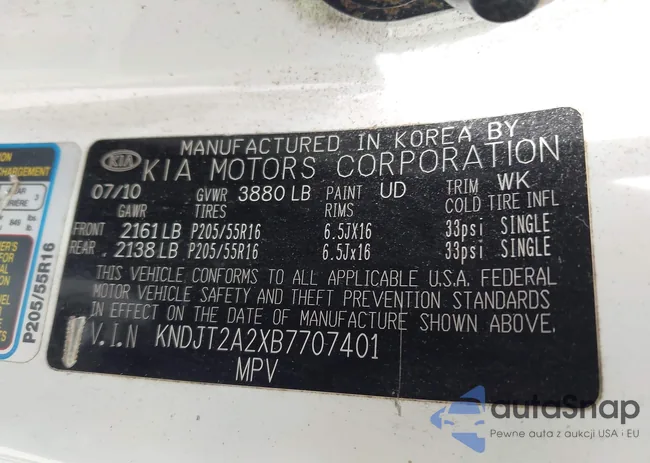 MANUFACTURED IN KOREA BY
KIA KIA MOTORS CORPORATION
07/10 GVWR 3880 LB PAINT UD TRIM WK
GAWR TIRES RIMS COLD TIRE INFL
FRONT 2161 LB P205/55R16 6.5JX16 33psi SINGLE
REAR 2138 LB P205/55R16 6.5Jx16 33psi SINGLE
THIS VEHICLE CONFORMS TO ALL APPLICABLE U.S.A. FEDERAL
MOTOR VEHICLE SAFETY AND THEFT PREVENTION STANDARDS
IN EFFECT ON THE DATE OF MANUFACTURE SHOWN ABOVE.
V.I.N KNDJT2A2XB7707401
MPV
P205/55R16
autoSnap
Pewne auta z aukcji USA i EU